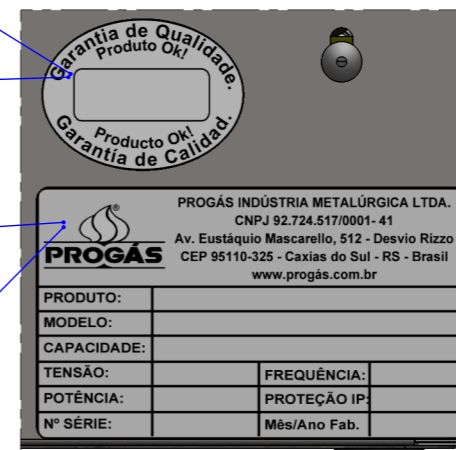 Garantia de Qualidade.
Produto Ok!
Producto Ok!
Garantía de Calidad.
®
PROGÁS
PROGÁS INDÚSTRIA METALÚRGICA LTDA.
CNPJ 92.724.517/0001- 41
Av. Eustáquio Mascarello, 512 - Desvio Rizzo
CEP 95110-325 - Caxias do Sul - RS - Brasil
www.progás.com.br
PRODUTO:
MODELO:
CAPACIDADE:
TENSÃO: FREQUÊNCIA:
POTÊNCIA: PROTEÇÃO IP:
Nº SÉRIE: Mês/Ano Fab.